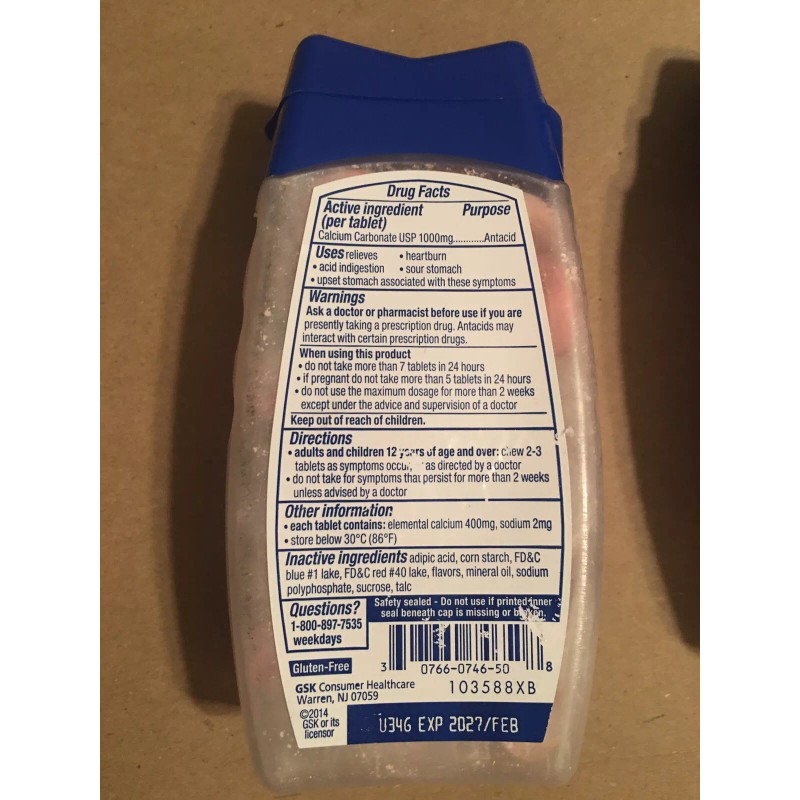 Drug Facts
Active ingredient Purpose
(per tablet)
Calcium Carbonate USP 1000mg............Antacid
Uses relieves • heartburn
• acid indigestion • sour stomach
• upset stomach associated with these symptoms
Warnings
Ask a doctor or pharmacist before use if you are
presently taking a prescription drug. Antacids may
interact with certain prescription drugs.
When using this product
• do not take more than 7 tablets in 24 hours
• if pregnant do not take more than 5 tablets in 24 hours
• do not use the maximum dosage for more than 2 weeks
except under the advice and supervision of a doctor
Keep out of reach of children.
Directions
• adults and children 12 years of age and over: chew 2-3
tablets as symptoms occur, as directed by a doctor
• do not take for symptoms that persist for more than 2 weeks
unless advised by a doctor
Other information
• each tablet contains: elemental calcium 400mg, sodium 2mg
• store below 30°C (86°F)
Inactive ingredients adipic acid, corn starch, FD&C
blue #1 lake, FD&C red #40 lake, flavors, mineral oil, sodium
polyphosphate, sucrose, talc
Questions?
1-800-897-7535
weekdays
Safety sealed - Do not use if printed inner
seal beneath cap is missing or broken.
Gluten-Free
3 0766-0746-50 8
GSK Consumer Healthcare
Warren, NJ 07059
103588XB
©2014
GSK or its
licensor
U34G EXP 2027/FEB